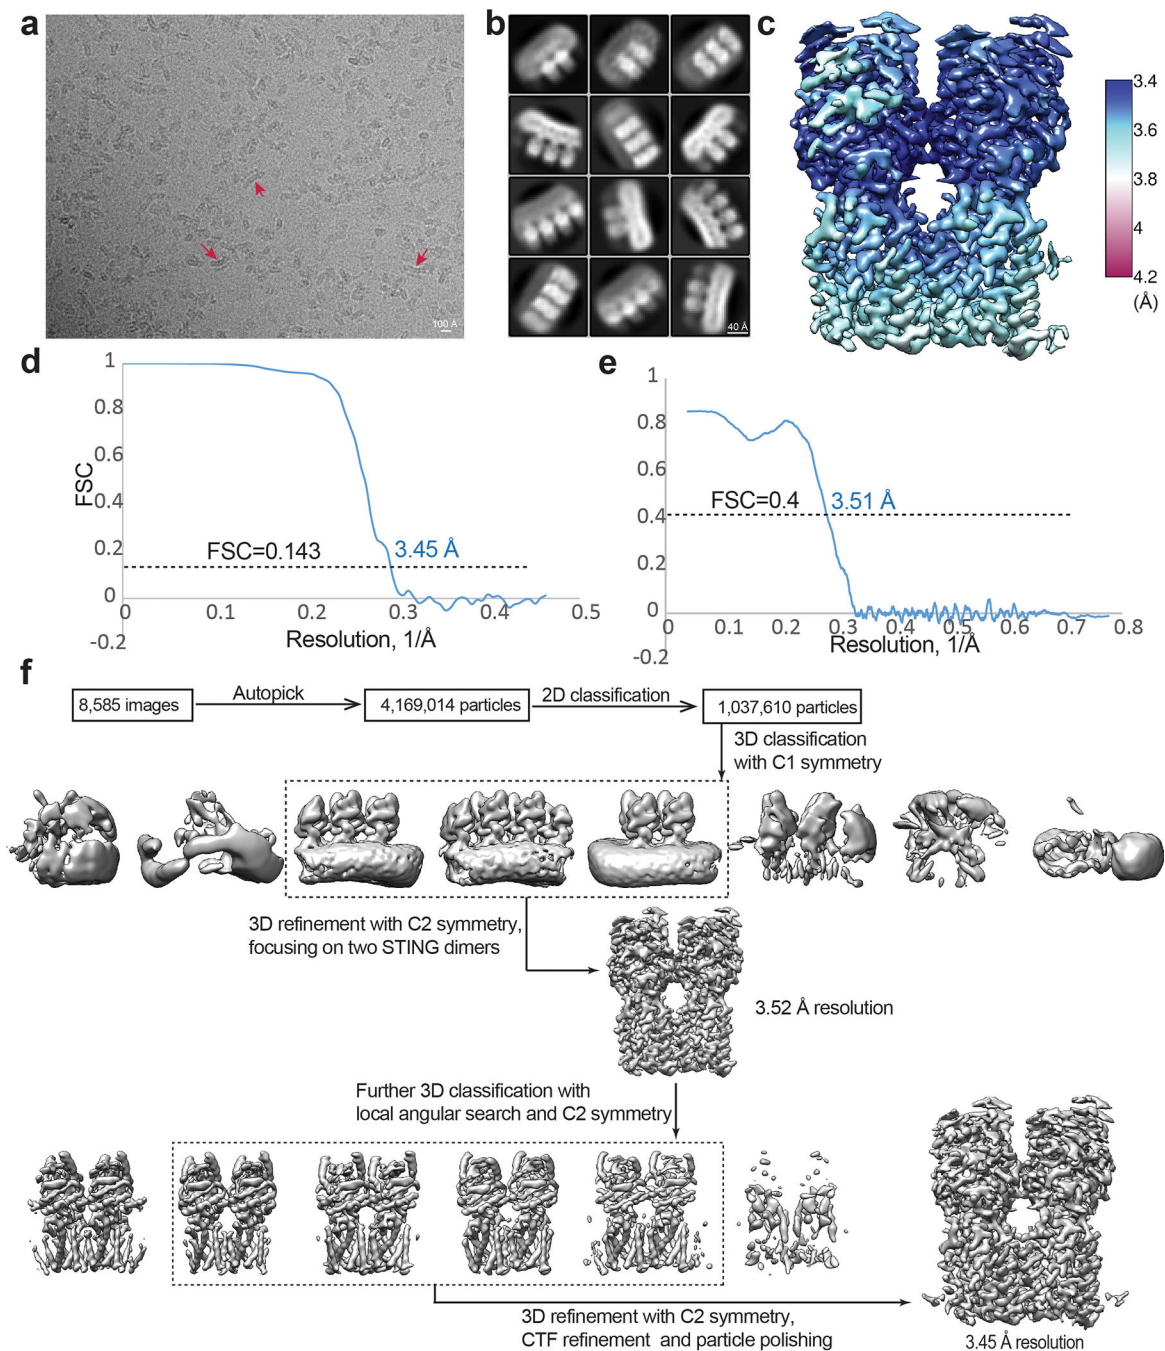 a
100 Å
b
40 Å
c
3.4
3.6
3.8
4
4.2
(Å)
d
1
0.8
0.6
0.4
0.2
0
-0.2
FSC
FSC=0.143
3.45 Å
0
0.1
0.2
0.3
0.4
0.5
Resolution, 1/Å
e
1
0.8
0.6
0.4
0.2
0
-0.2
FSC=0.4
3.51 Å
0
0.1
0.2
0.3
0.4
0.5
0.6
0.7
0.8
Resolution, 1/Å
f
8,585 images
Autopick
4,169,014 particles
2D classification
1,037,610 particles
3D classification
with C1 symmetry
3D refinement with C2 symmetry,
focusing on two STING dimers
3.52 Å resolution
Further 3D classification with
local angular search and C2 symmetry
3D refinement with C2 symmetry,
CTF refinement and particle polishing
3.45 Å resolution